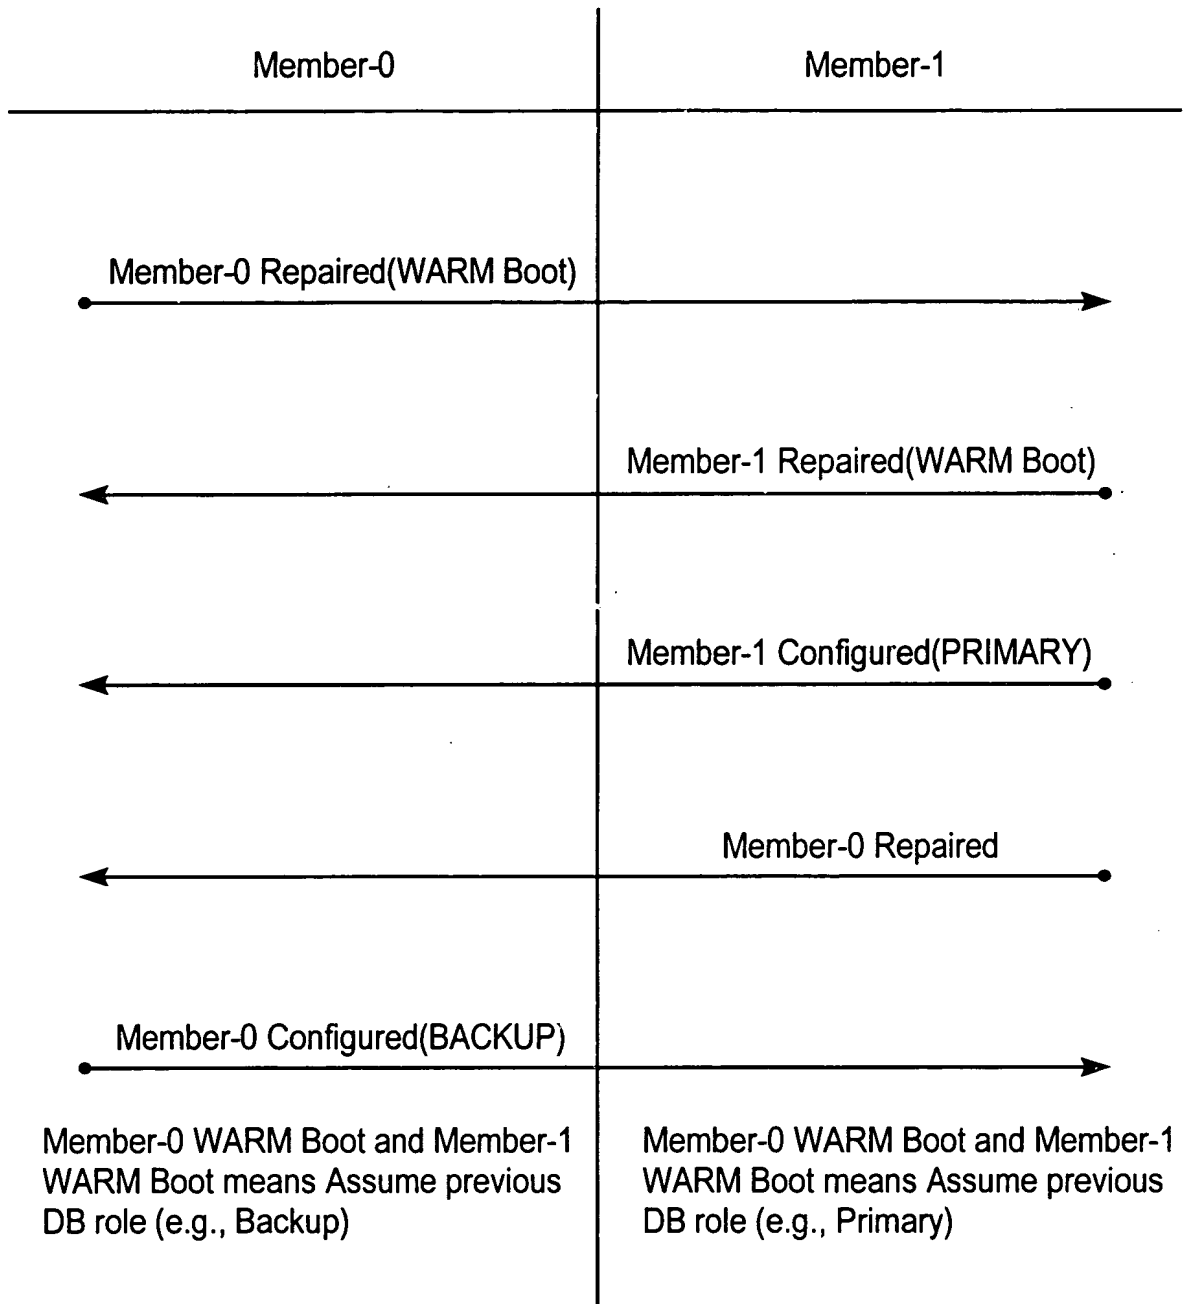 Member-0
Member-1
Member-0 Repaired(WARM Boot)
Member-1 Repaired(WARM Boot)
Member-1 Configured(PRIMARY)
Member-0 Repaired
Member-0 Configured(BACKUP)
Member-0 WARM Boot and Member-1
WARM Boot means Assume previous
DB role (e.g., Backup)
Member-0 WARM Boot and Member-1
WARM Boot means Assume previous
DB role (e.g., Primary)